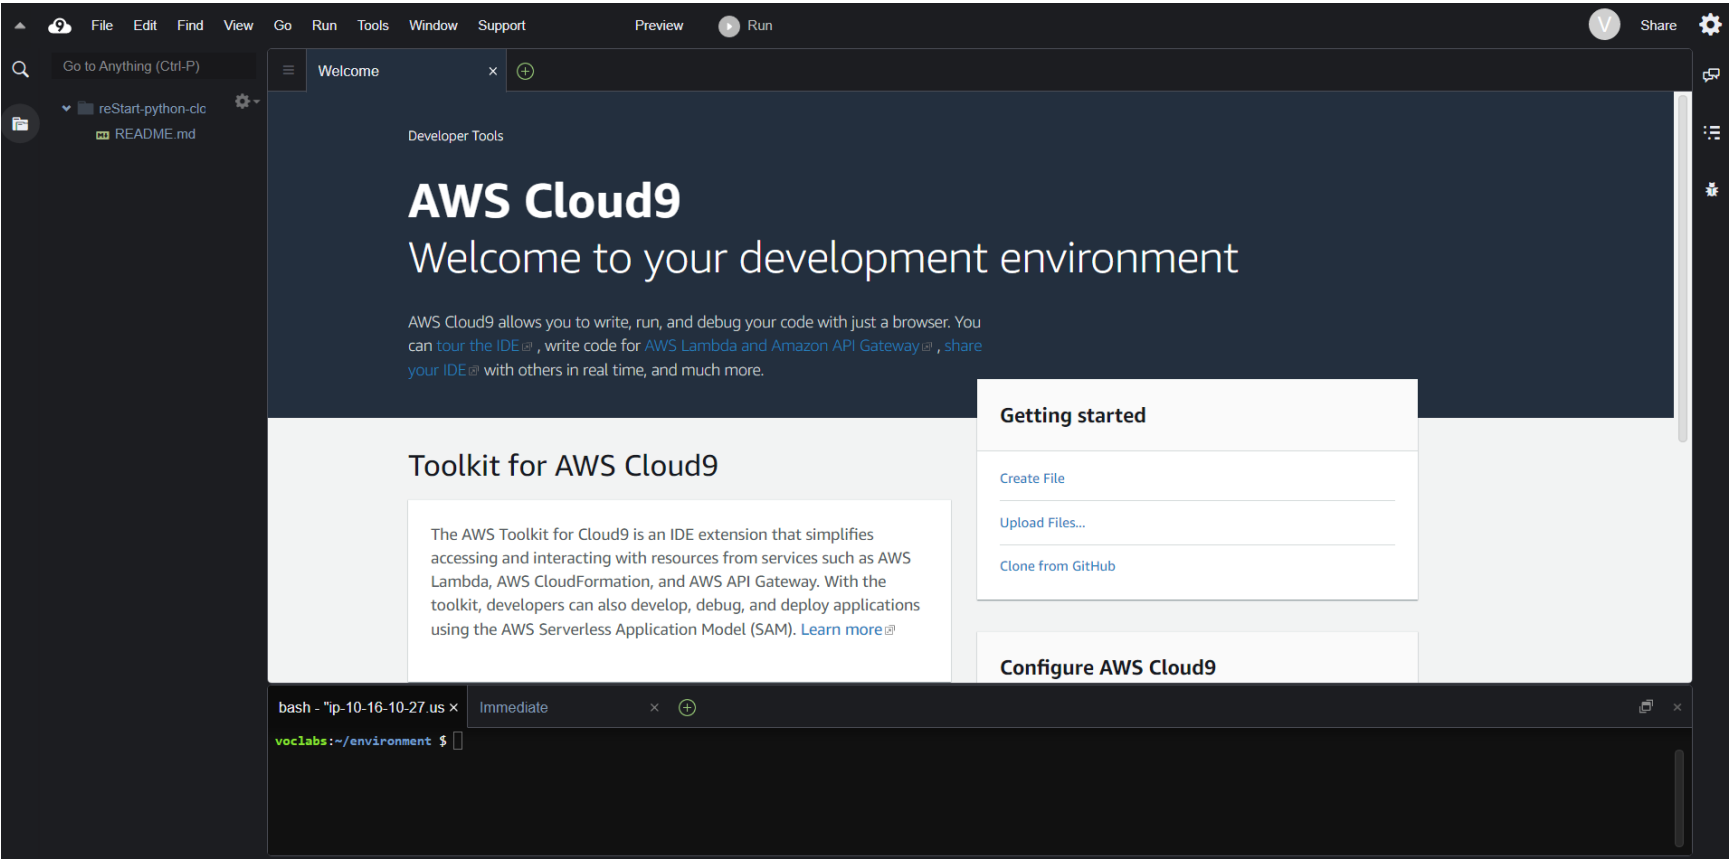 File Edit Find View Go Run Tools Window Support Preview Run V Share
Go to Anything (Ctrl-P)
Welcome
reStart-python-clo
README.md
Developer Tools
AWS Cloud9
Welcome to your development environment
AWS Cloud9 allows you to write, run, and debug your code with just a browser. You
can tour the IDE , write code for AWS Lambda and Amazon API Gateway , share
your IDE with others in real time, and much more.
Toolkit for AWS Cloud9
The AWS Toolkit for Cloud9 is an IDE extension that simplifies
accessing and interacting with resources from services such as AWS
Lambda, AWS CloudFormation, and AWS API Gateway. With the
toolkit, developers can also develop, debug, and deploy applications
using the AWS Serverless Application Model (SAM). Learn more
Getting started
Create File
Upload Files...
Clone from GitHub
Configure AWS Cloud9
bash - "ip-10-16-10-27.us
Immediate
voclabs:~/environment $